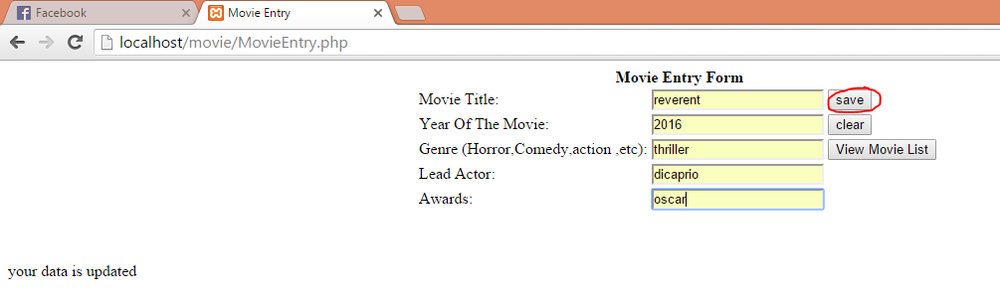 Facebook
Movie Entry
localhost/movie/MovieEntry.php
Movie Entry Form
Movie Title: reverent save
Year Of The Movie: 2016 clear
Genre (Horror,Comedy,action ,etc): thriller View Movie List
Lead Actor: dicaprio
Awards: oscar
your data is updated